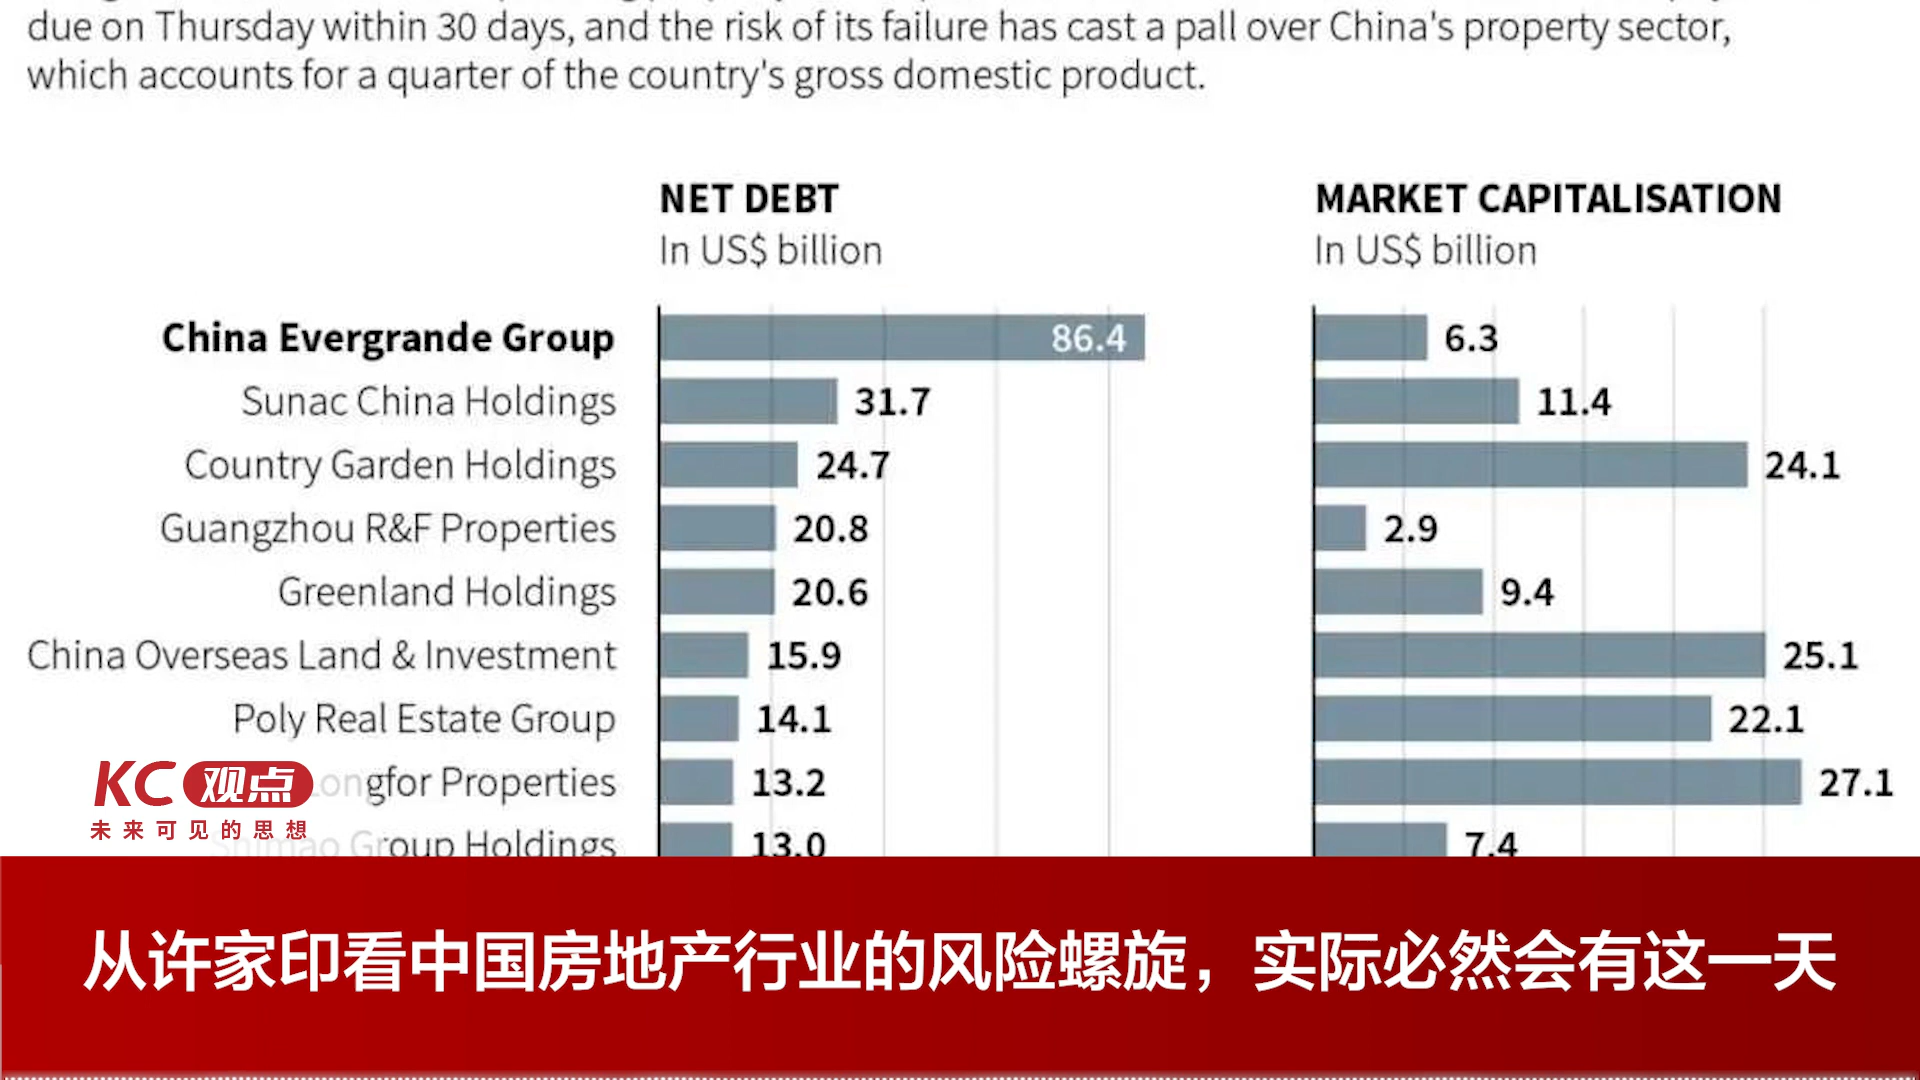 due on Thursday within 30 days, and the risk of its failure has cast a pall over China's property sector,
which accounts for a quarter of the country's gross domestic product.
NET DEBT
In US$ billion
MARKET CAPITALISATION
In US$ billion
China Evergrande Group 86.4 6.3
Sunac China Holdings 31.7 11.4
Country Garden Holdings 24.7 24.1
Guangzhou R&F Properties 20.8 2.9
Greenland Holdings 20.6 9.4
China Overseas Land & Investment 15.9 25.1
Poly Real Estate Group 14.1 22.1
Longfor Properties 13.2 27.1
Shimao Group Holdings 13.0 7.4
KC 观点
未来可见的思想
从许家印看中国房地产行业的风险螺旋，实际必然会有这一天